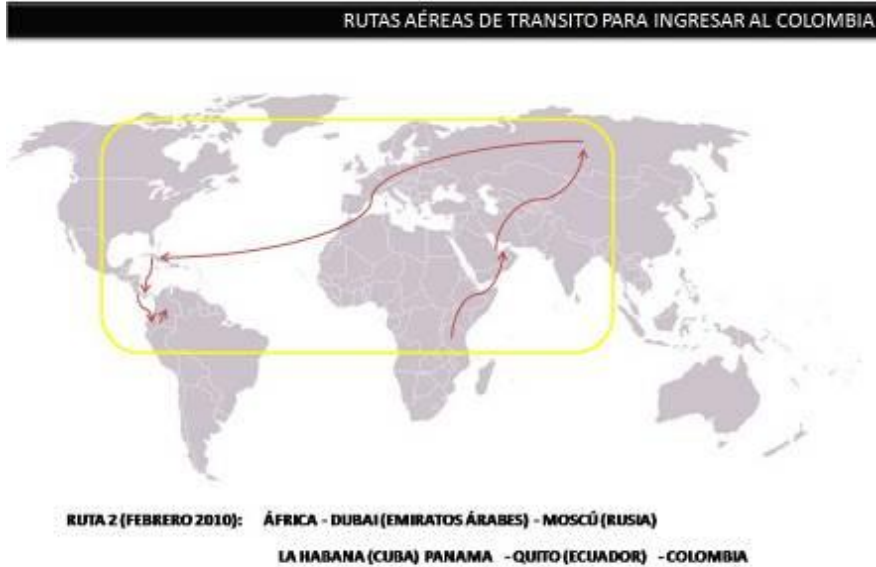 RUTAS AÉREAS DE TRANSITO PARA INGRESAR AL COLOMBIA
RUTA 2 (FEBRERO 2010): ÁFRICA - DUBAI (EMIRATOS ÁRABES) - MOSCÚ (RUSIA)
LA HABANA (CUBA) PANAMA - QUITO (ECUADOR) - COLOMBIA